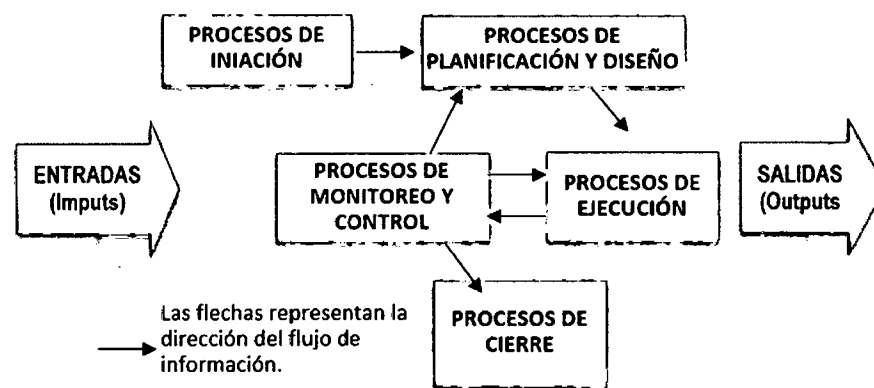 PROCESOS DE
INIACIÓN
PROCESOS DE
PLANIFICACIÓN Y DISEÑO
ENTRADAS
(Imputs)
PROCESOS DE
MONITOREO Y
CONTROL
PROCESOS DE
EJECUCIÓN
SALIDAS
(Outputs
PROCESOS DE
CIERRE
Las flechas representan la
dirección del flujo de
información.